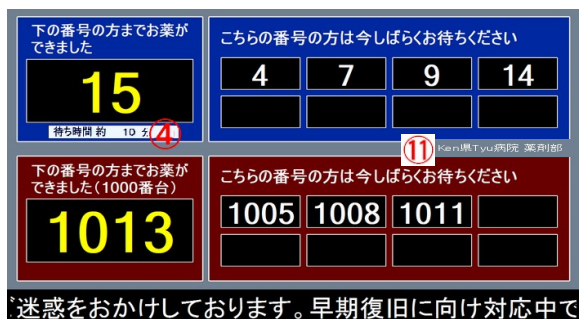 下の番号の方までお薬が
できました
15
待ち時間 約 10 分
④
こちらの番号の方は今しばらくお待ちください
4 7 9 14
⑪
Ken県Tyu病院 薬剤部
下の番号の方までお薬が
できました(1000番台)
1013
こちらの番号の方は今しばらくお待ちください
1005 1008 1011
迷惑をおかけしております。早期復旧に向け対応中で